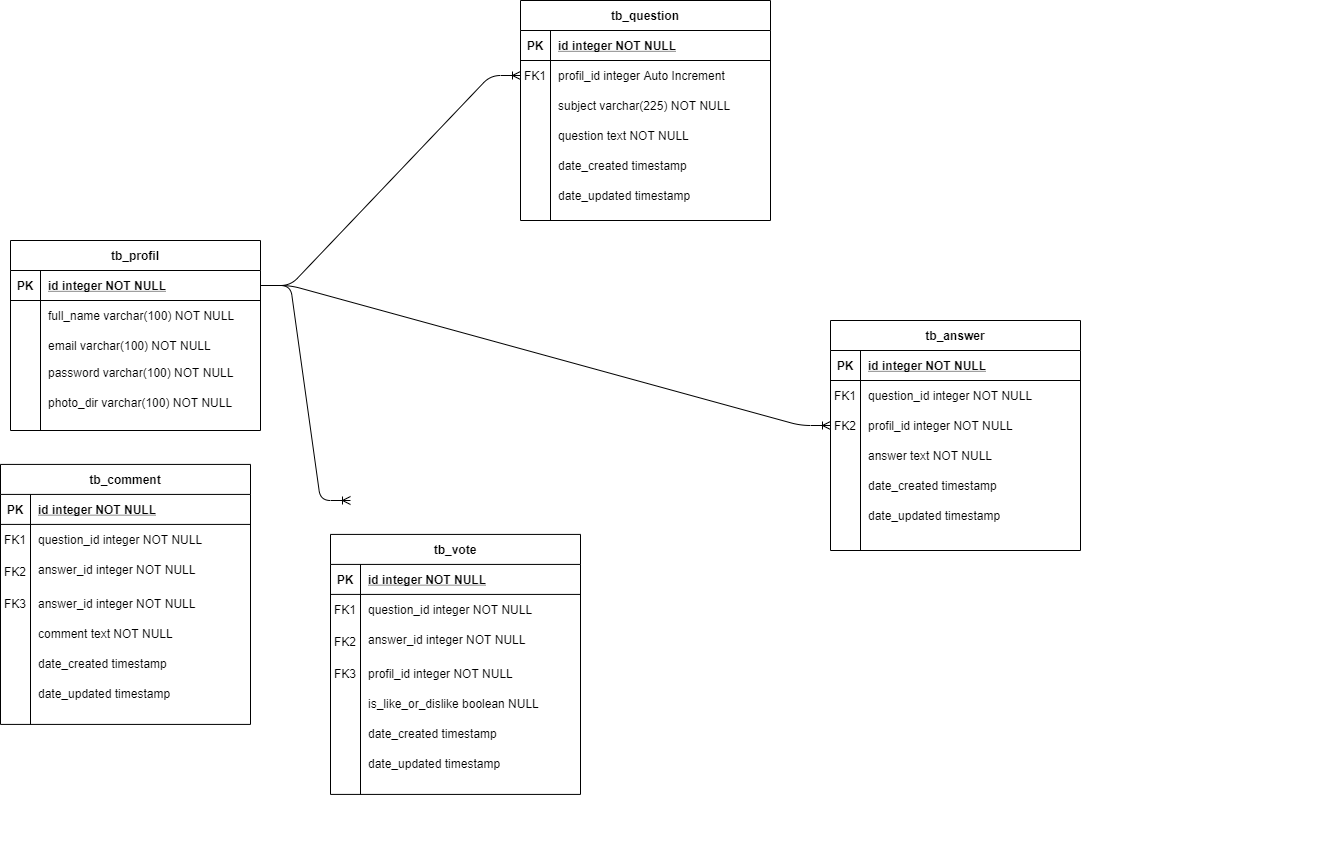 tb_question
PK id integer NOT NULL
FK1 profil_id integer Auto Increment
subject varchar(225) NOT NULL
question text NOT NULL
date_created timestamp
date_updated timestamp
tb_profil
PK id integer NOT NULL
full_name varchar(100) NOT NULL
email varchar(100) NOT NULL
password varchar(100) NOT NULL
photo_dir varchar(100) NOT NULL
tb_answer
PK id integer NOT NULL
FK1 question_id integer NOT NULL
FK2 profil_id integer NOT NULL
answer text NOT NULL
date_created timestamp
date_updated timestamp
tb_comment
PK id integer NOT NULL
FK1 question_id integer NOT NULL
FK2 answer_id integer NOT NULL
FK3 answer_id integer NOT NULL
comment text NOT NULL
date_created timestamp
date_updated timestamp
tb_vote
PK id integer NOT NULL
FK1 question_id integer NOT NULL
FK2 answer_id integer NOT NULL
FK3 profil_id integer NOT NULL
is_like_or_dislike boolean NULL
date_created timestamp
date_updated timestamp